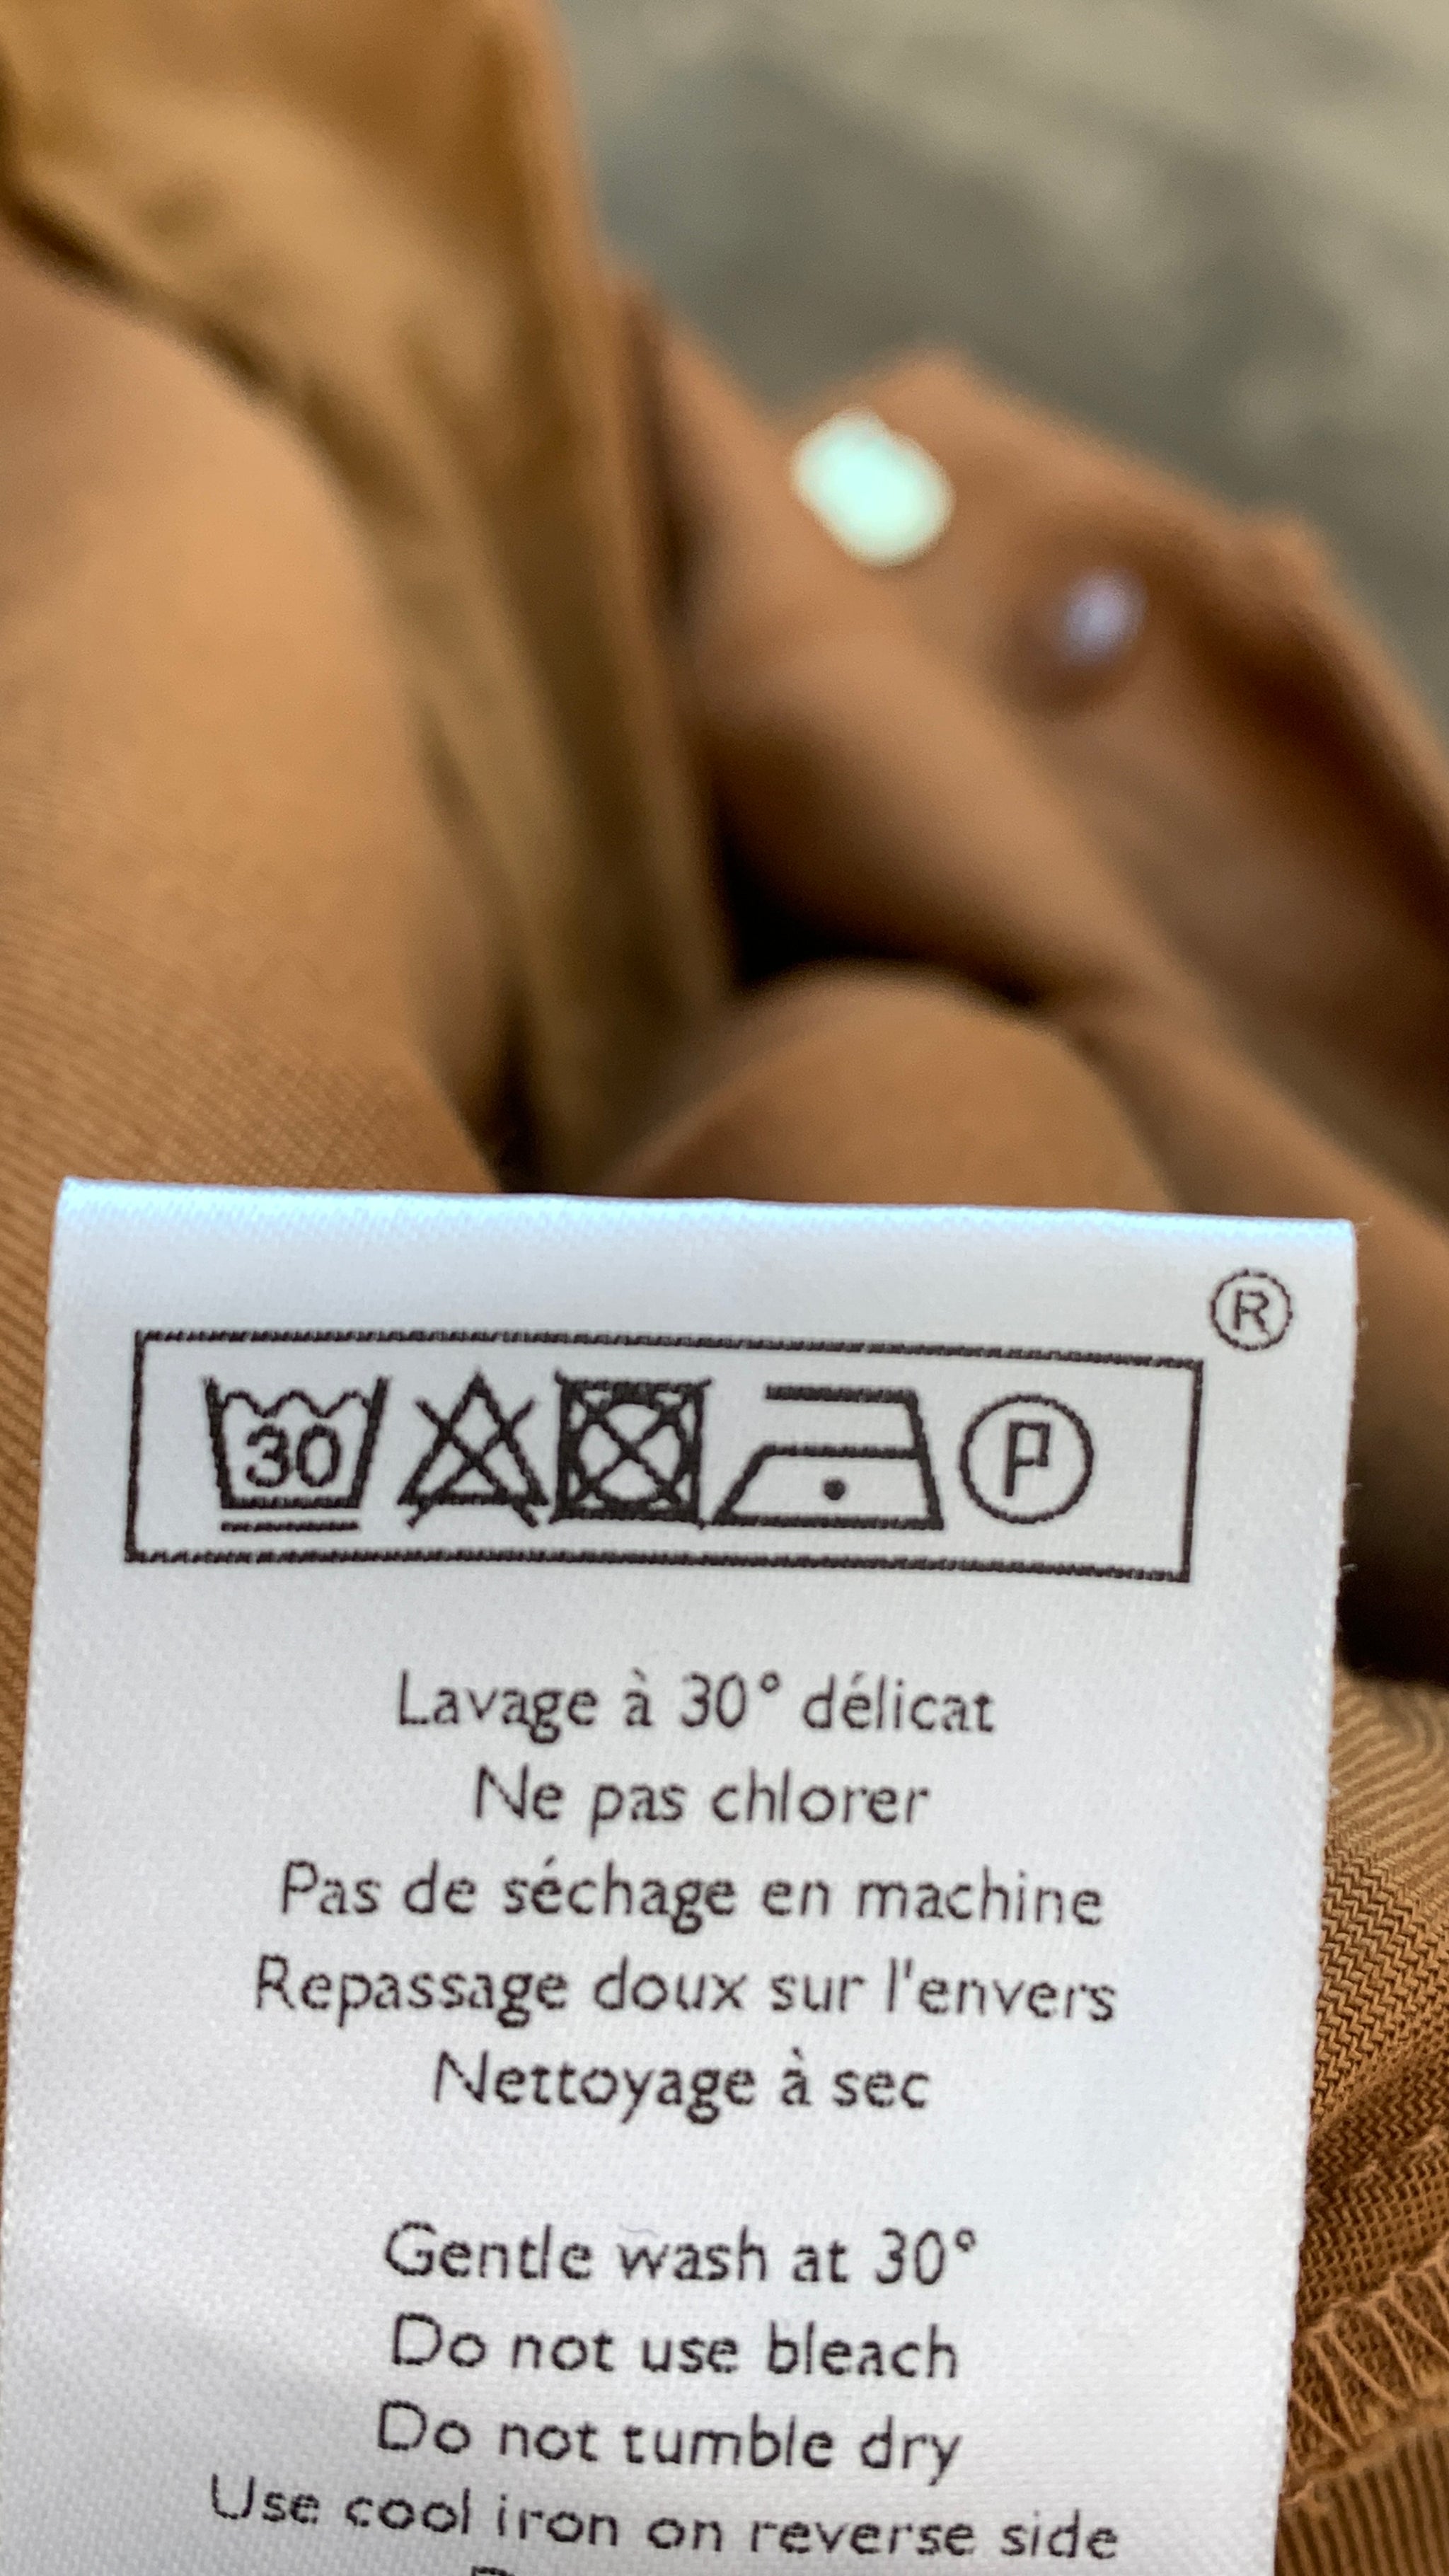 ®
30 P
Lavage à 30° délicat
Ne pas chlorer
Pas de séchage en machine
Repassage doux sur l'envers
Nettoyage à sec
Gentle wash at 30°
Do not use bleach
Do not tumble dry
Use cool iron on reverse side